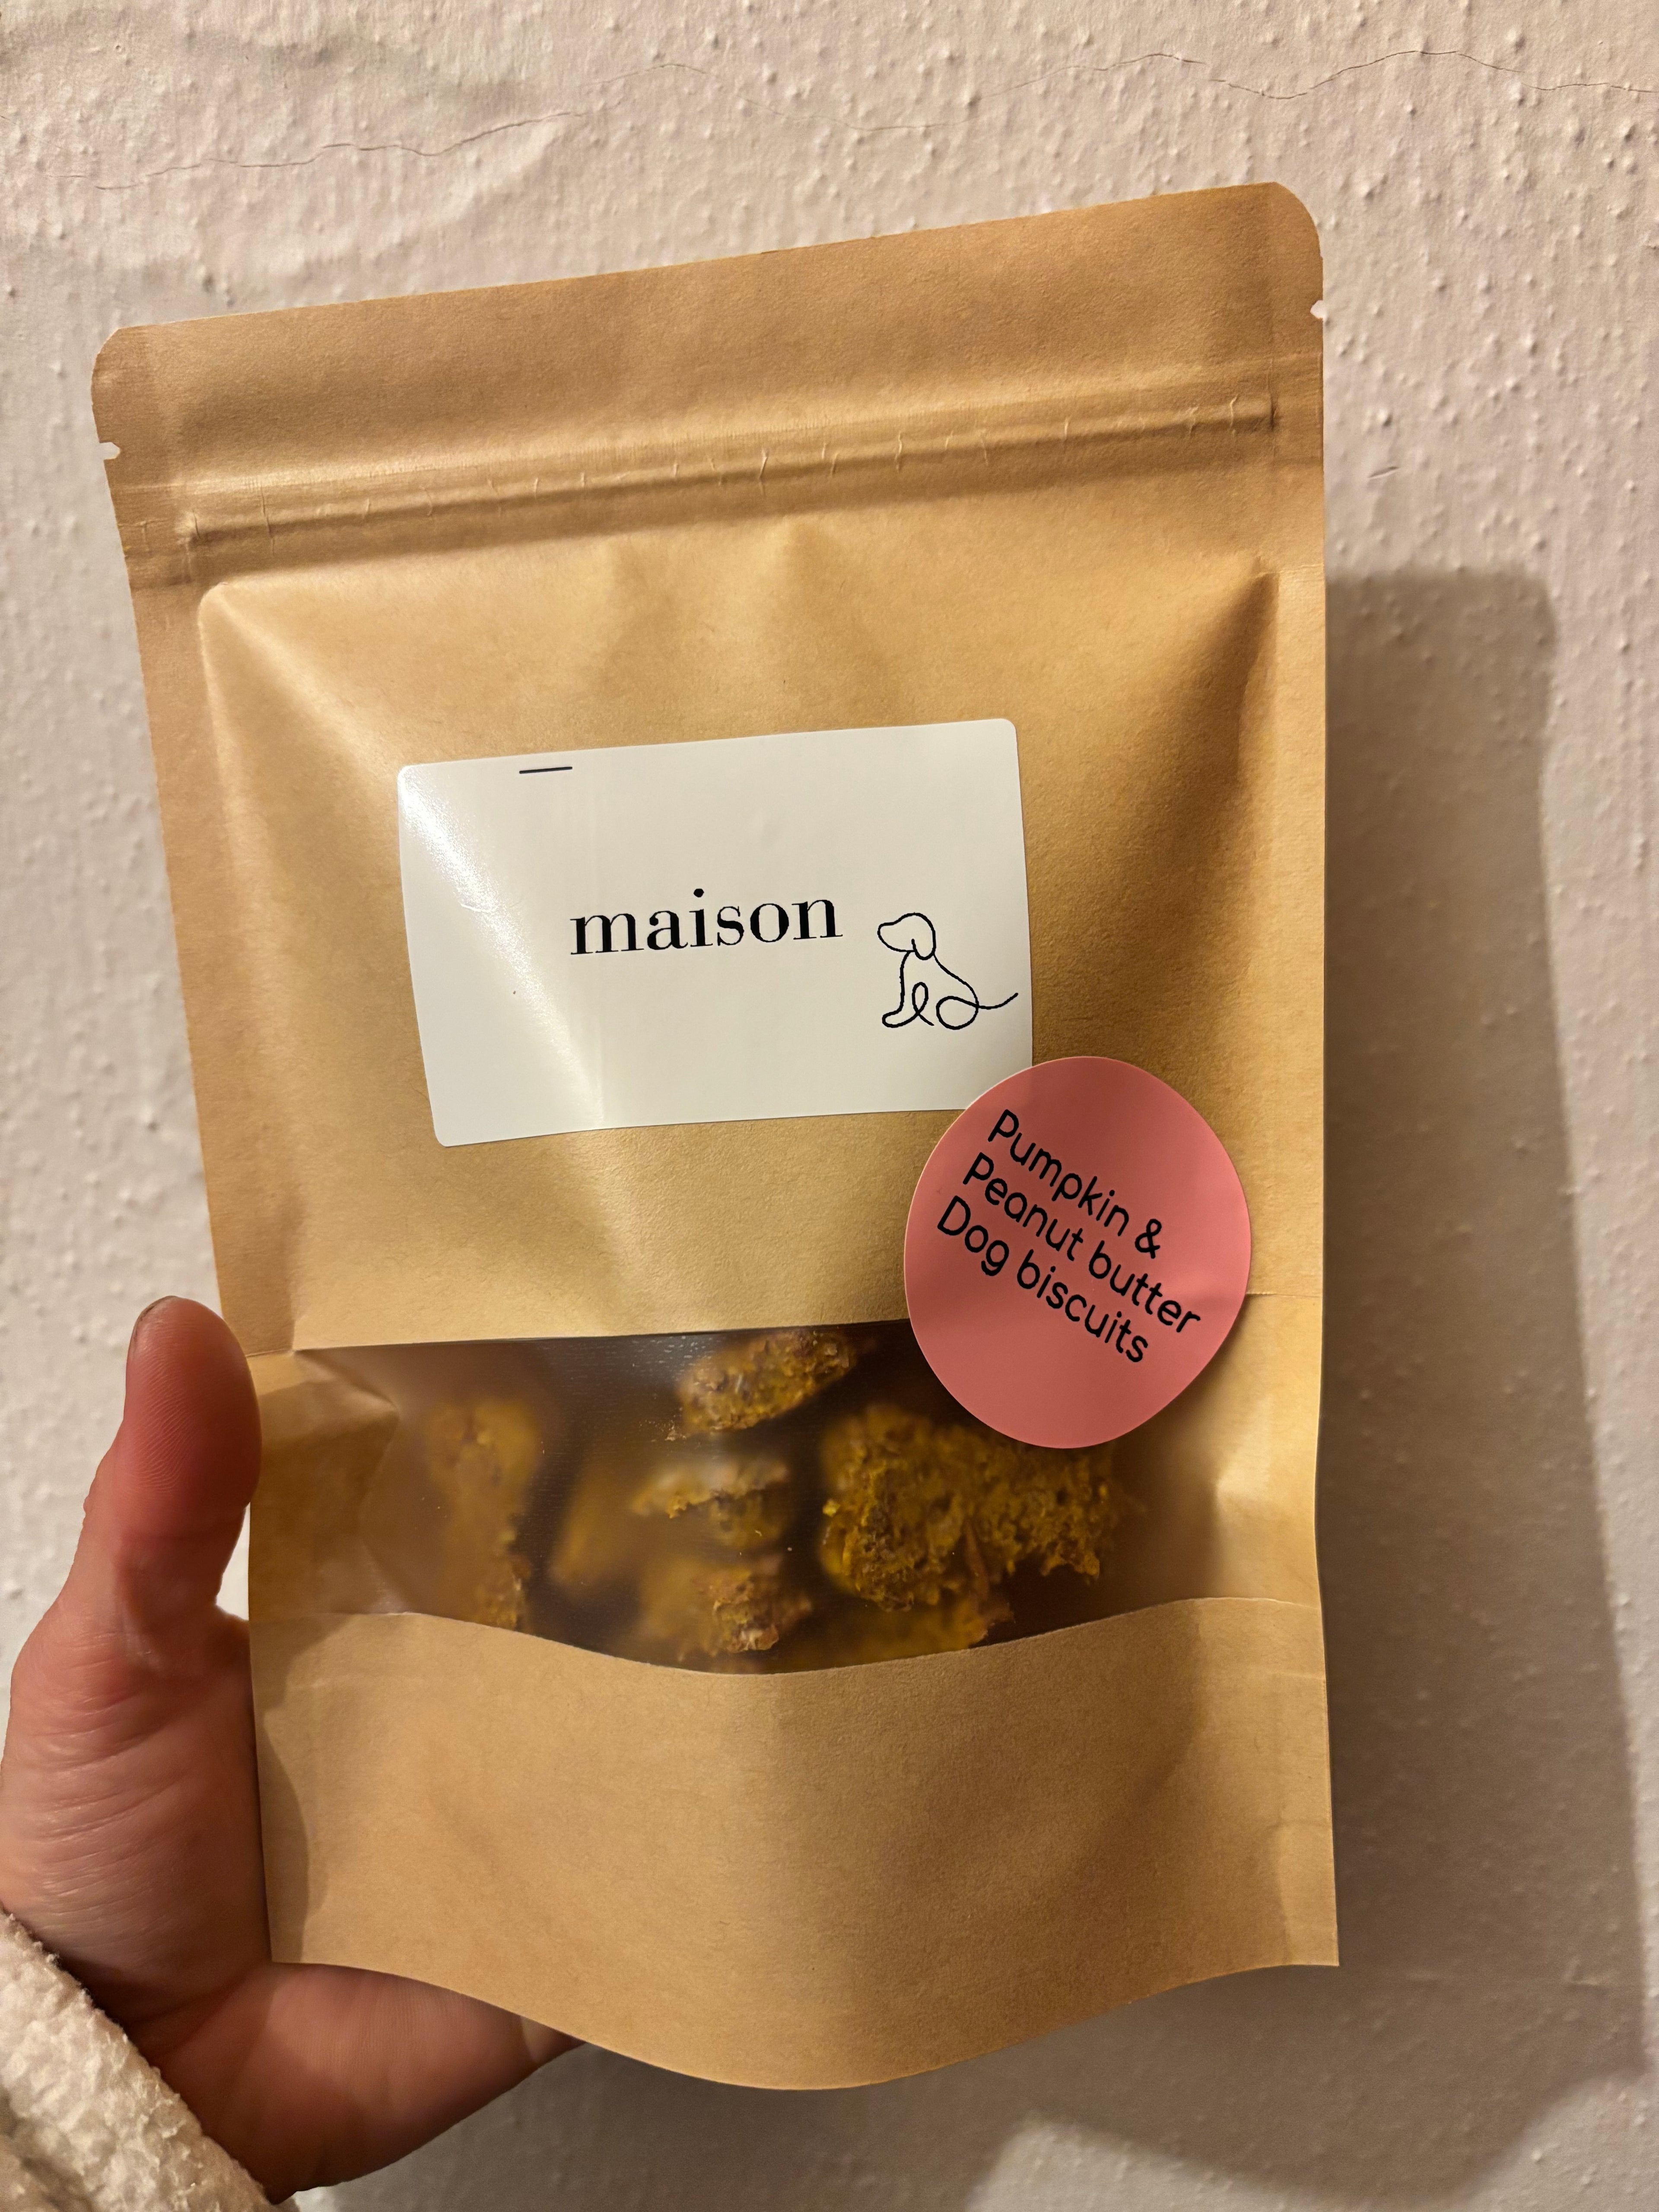 maison
Pumpkin &
Peanut butter
Dog biscuits